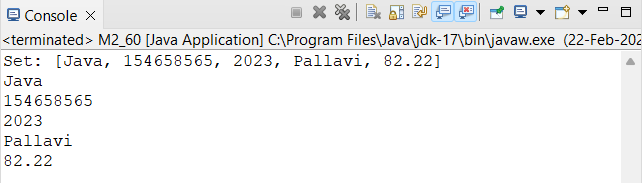 Console
<terminated> M2_60 [Java Application] C:\Program Files\Java\jdk-17\bin\javaw.exe (22-Feb-202
Set: [Java, 154658565, 2023, Pallavi, 82.22]
Java
154658565
2023
Pallavi
82.22